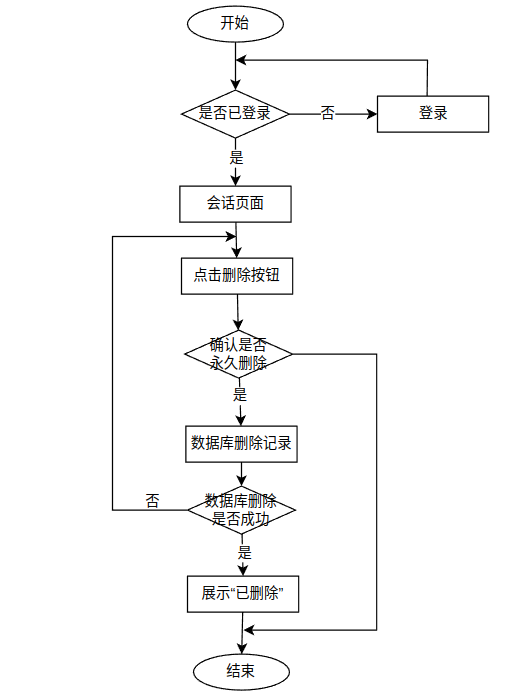 开始
是否已登录
否
登录
是
会话页面
点击删除按钮
确认是否
永久删除
是
数据库删除记录
数据库删除
是否成功
否
是
展示“已删除”
结束